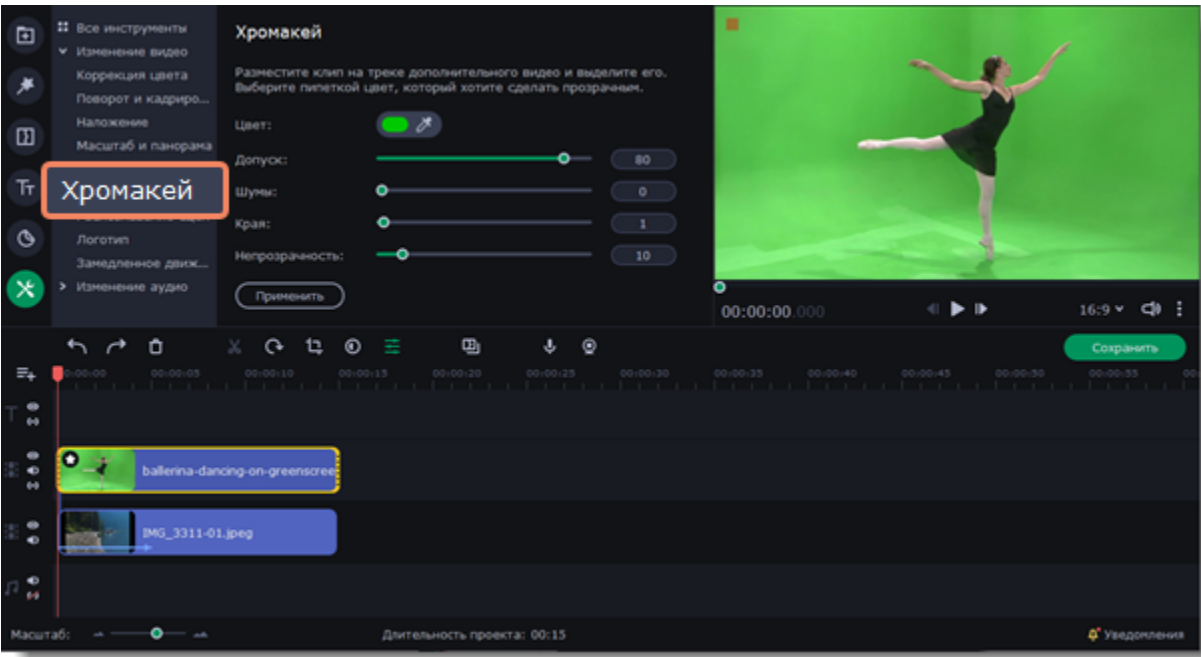 Все инструменты
Изменение видео
Коррекция цвета
Поворот и кадриро...
Наложение
Масштаб и панорама
Хромакей
Логотип
Замедленное движ...
Изменение аудио
Хромакей
Разместите клип на треке дополнительного видео и выделите его.
Выберите пипеткой цвет, который хотите сделать прозрачным.
Цвет:
Допуск: 80
Шумы: 0
Края: 1
Непрозрачность: 10
Применить
00:00:00.000
16:9
Сохранить
00:00:05 00:00:10 00:00:15 00:00:20 00:00:25 00:00:30 00:00:35 00:00:40 00:00:45 00:00:50 00:00:55
ballerina-dancing-on-greenscree
IMG_3311-01.jpeg
Масштаб:
Длительность проекта: 00:15
Уведомления